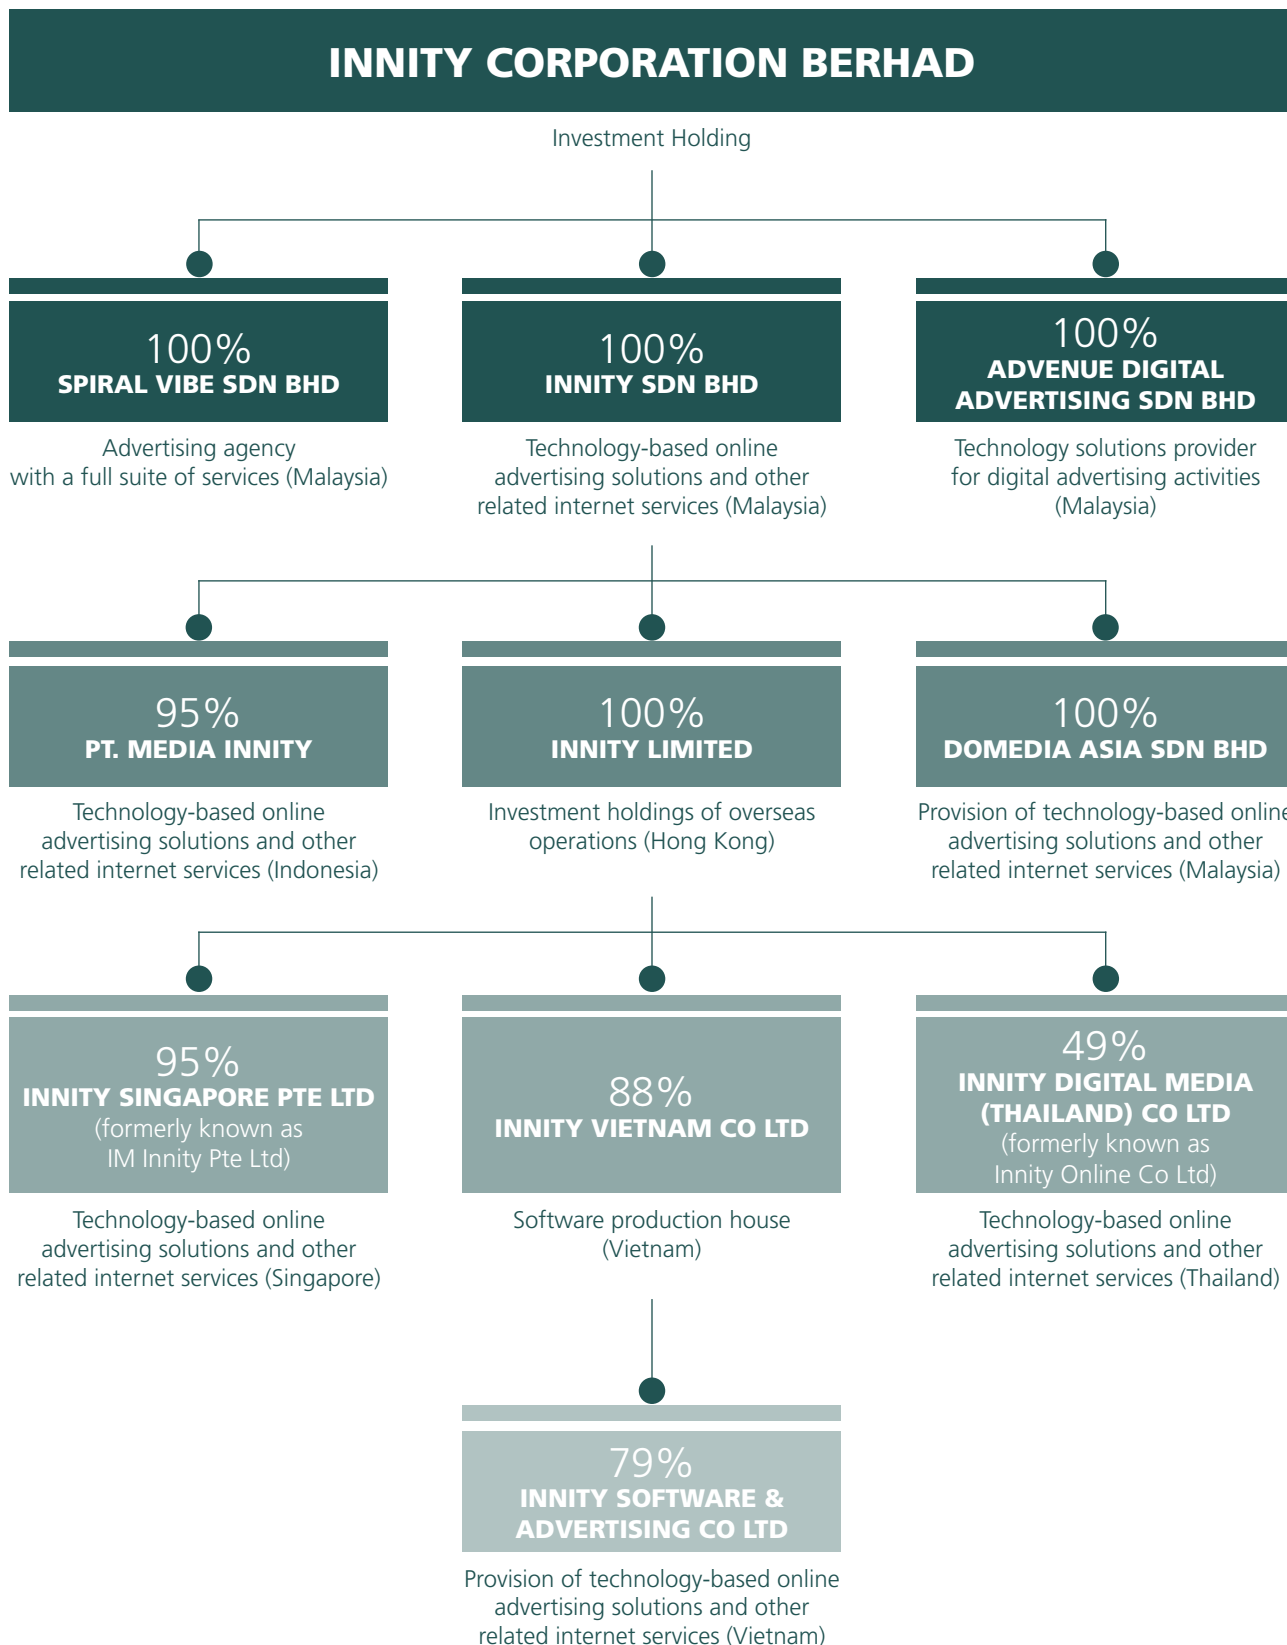 INNITY CORPORATION BERHAD
Investment Holding
100%
SPIRAL VIBE SDN BHD
Advertising agency
with a full suite of services (Malaysia)
100%
INNITY SDN BHD
Technology-based online
advertising solutions and other
related internet services (Malaysia)
100%
ADVENUE DIGITAL
ADVERTISING SDN BHD
Technology solutions provider
for digital advertising activities
(Malaysia)
95%
PT. MEDIA INNITY
Technology-based online
advertising solutions and other
related internet services (Indonesia)
100%
INNITY LIMITED
Investment holdings of overseas
operations (Hong Kong)
100%
DOMEDIA ASIA SDN BHD
Provision of technology-based online
advertising solutions and other
related internet services (Malaysia)
95%
INNITY SINGAPORE PTE LTD
(formerly known as
IM Innity Pte Ltd)
Technology-based online
advertising solutions and other
related internet services (Singapore)
88%
INNITY VIETNAM CO LTD
Software production house
(Vietnam)
49%
INNITY DIGITAL MEDIA
(THAILAND) CO LTD
(formerly known as
Innity Online Co Ltd)
Technology-based online
advertising solutions and other
related internet services (Thailand)
79%
INNITY SOFTWARE &
ADVERTISING CO LTD
Provision of technology-based online
advertising solutions and other
related internet services (Vietnam)